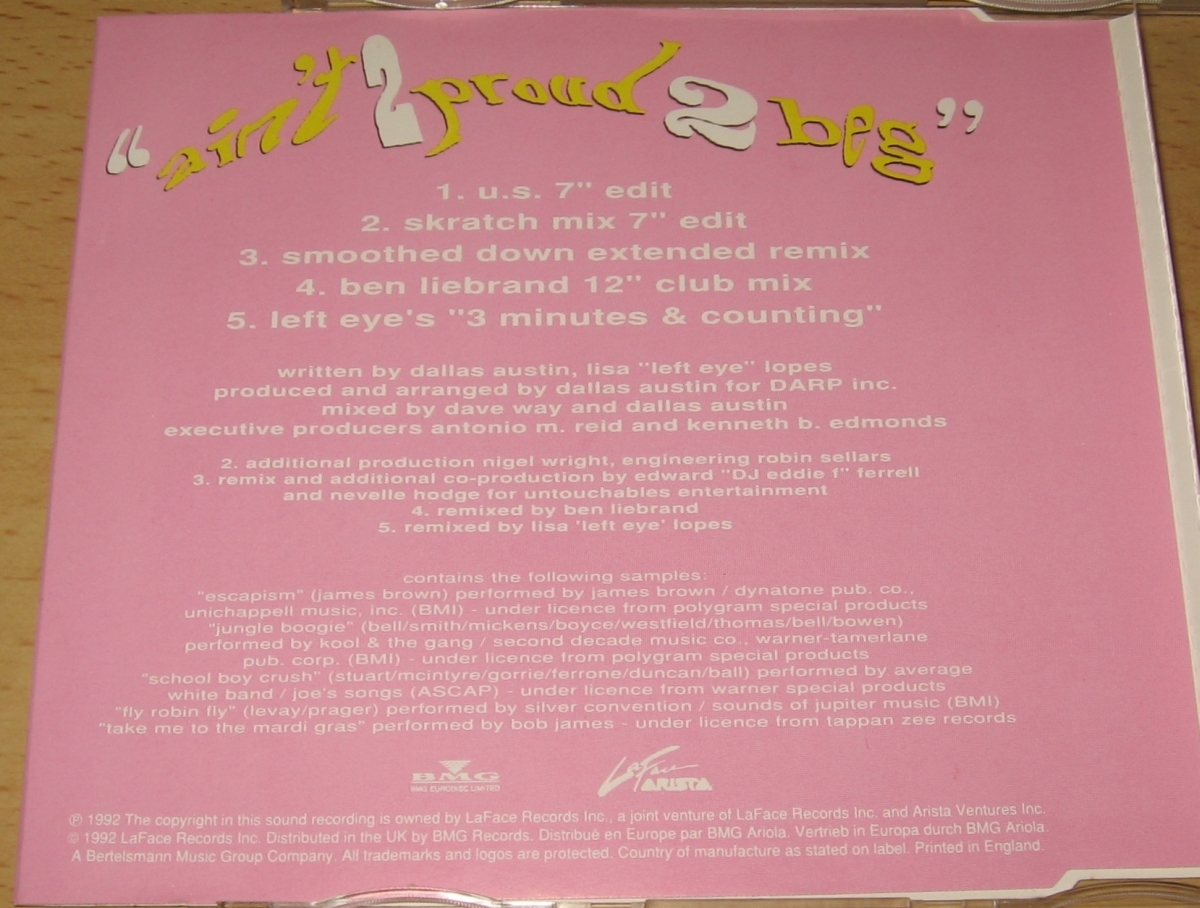 “ain't 2 proud 2 beg”
1. u.s. 7" edit
2. skratch mix 7" edit
3. smoothed down extended remix
4. ben liebrand 12" club mix
5. left eye's "3 minutes & counting"
written by dallas austin, lisa "left eye" lopes
produced and arranged by dallas austin for DARP inc.
mixed by dave way and dallas austin
executive producers antonio m. reid and kenneth b. edmonds
2. additional production nigel wright, engineering robin sellars
3. remix and additional co-production by edward "DJ eddie f" ferrell
and nevelle hodge for untouchables entertainment
4. remixed by ben liebrand
5. remixed by lisa 'left eye' lopes
contains the following samples:
"escapism" (james brown) performed by james brown / dynatone pub. co.,
unichappell music, inc. (BMI) - under licence from polygram special products
"jungle boogie" (bell/smith/mickens/boyce/westfield/thomas/bell/bowen)
performed by kool & the gang / second decade music co., warner-tamerlane
pub. corp. (BMI) - under licence from polygram special products
"school boy crush" (stuart/mcintyre/gorrie/ferrone/duncan/ball) performed by average
white band / joe's songs (ASCAP) - under licence from warner special products
"fly robin fly" (levay/prager) performed by silver convention / sounds of jupiter music (BMI)
"take me to the mardi gras" performed by bob james - under licence from tappan zee records
BMG LaFace
BMG EURODISC LIMITED ARISTA
℗ 1992 The copyright in this sound recording is owned by LaFace Records Inc., a joint venture of LaFace Records Inc. and Arista Ventures Inc.
© 1992 LaFace Records Inc. Distributed in the UK by BMG Records. Distribué en Europe par BMG Ariola. Vertrieb in Europa durch BMG Ariola.
A Bertelsmann Music Group Company. All trademarks and logos are protected. Country of manufacture as stated on label. Printed in England.